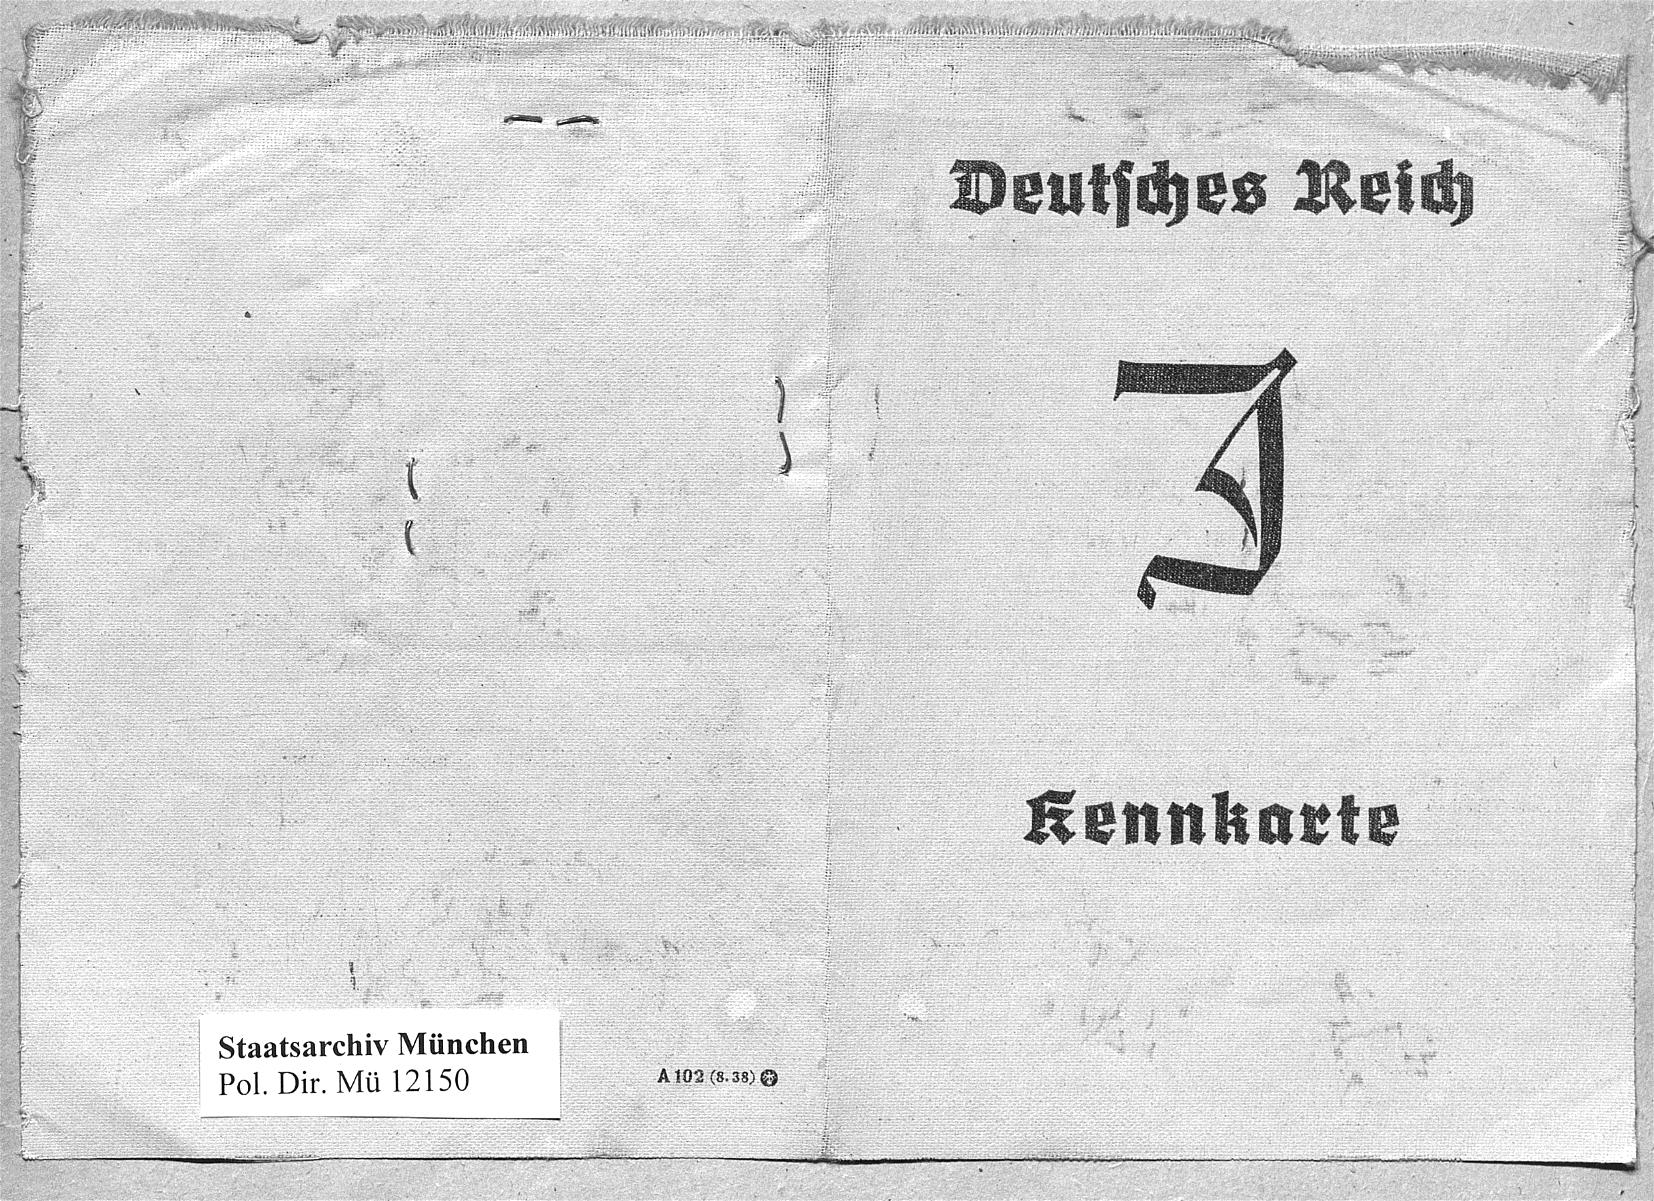 Deutsches Reich
J
Kennkarte
Staatsarchiv München
Pol. Dir. Mü 12150
A 102 (8. 38)